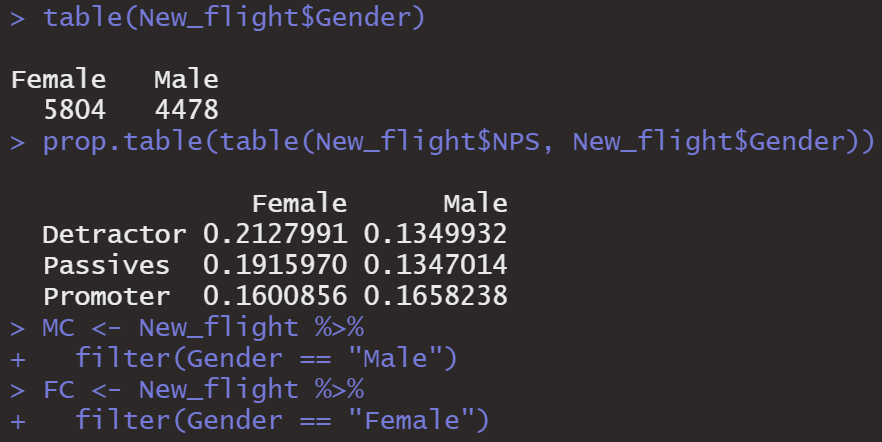 > table(New_flight$Gender)
Female   Male
  5804   4478
> prop.table(table(New_flight$NPS, New_flight$Gender))
               Female      Male
  Detractor 0.2127991 0.1349932
  Passives  0.1915970 0.1347014
  Promoter  0.1600856 0.1658238
> MC <- New_flight %>%
+   filter(Gender == "Male")
> FC <- New_flight %>%
+   filter(Gender == "Female")